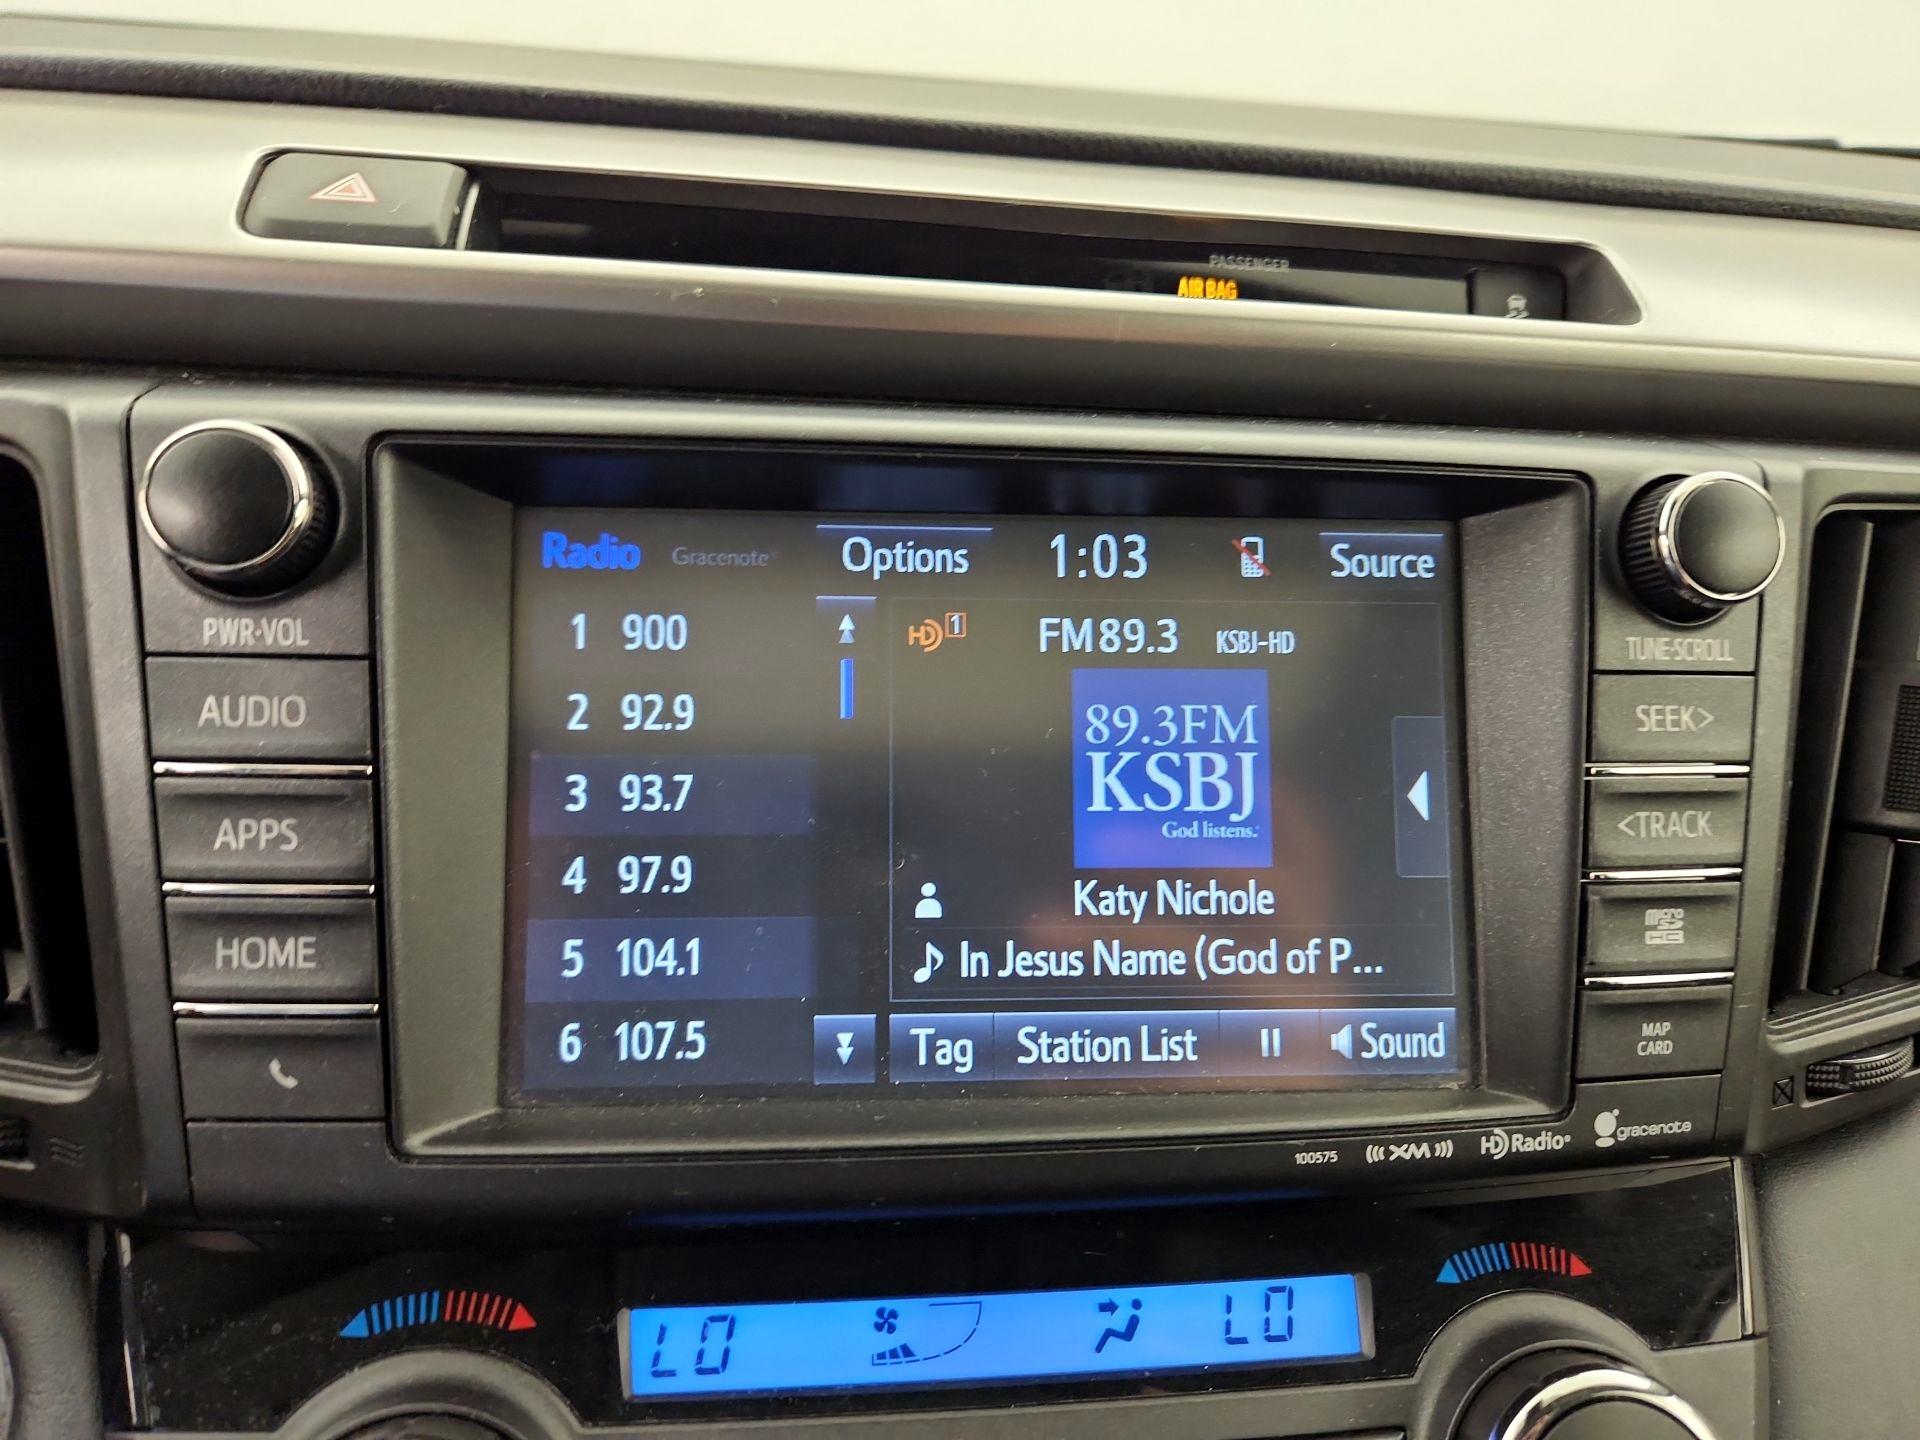 PASSENGER
AIR BAG
PWR·VOL
AUDIO
APPS
HOME
Radio Gracenote® Options 1:03 Source
1 900
2 92.9
3 93.7
4 97.9
5 104.1
6 107.5
HD 1 FM 89.3 KSBJ-HD
89.3FM
KSBJ
God listens.
Katy Nichole
In Jesus Name (God of P...
Tag Station List Sound
TUNE·SCROLL
SEEK>
<TRACK
micro
SD
HC
MAP
CARD
100575 XM HD Radio® gracenote
LO LO